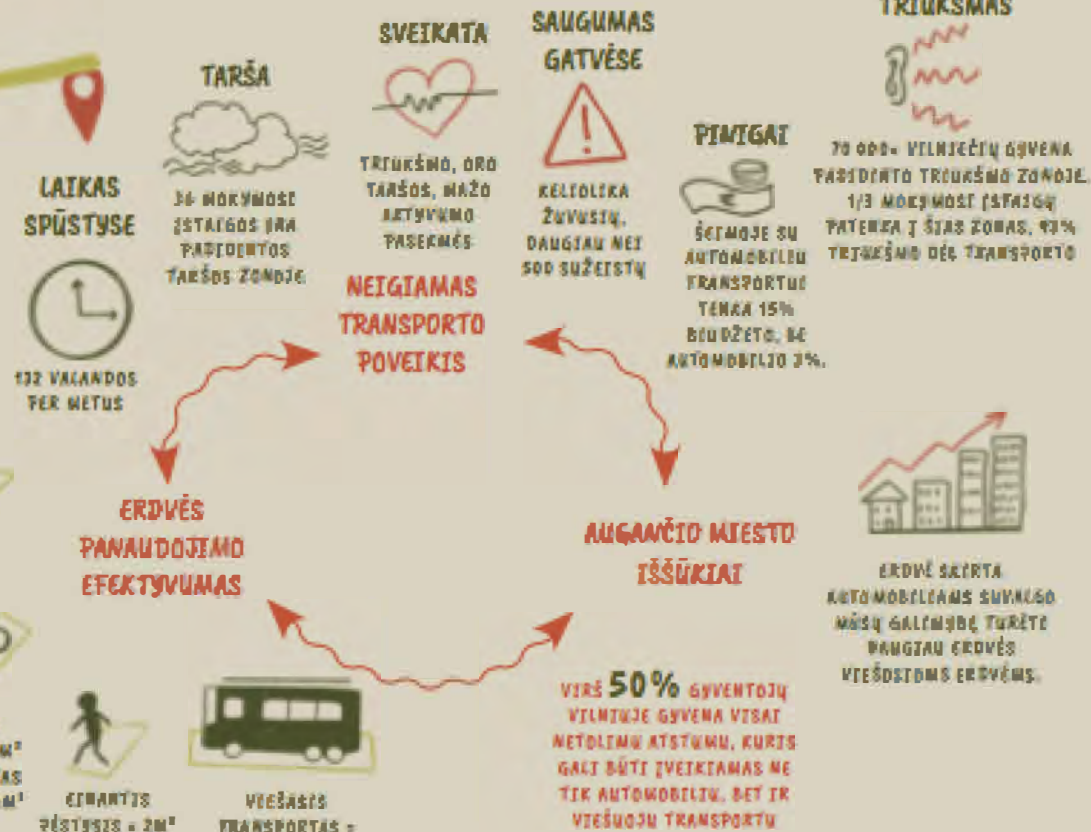 TRIUKŠMAS
SVEIKATA
SAUGUMAS
GATVĖSE
TARŠA
PINIGAI
LAIKAS
SPŪSTYSE
36 MOKYMOSI
ĮSTAIGOS YRA
PADIDINTOS
TARŠOS ZONOJE
TRIUKŠMO, ORO
TARŠOS, MAŽO
AKTYVUMO
PASEKMĖS
KELIOLIKA
ŽUVUSIŲ,
DAUGIAU NEI
500 SUŽEISTŲ
ŠEIMOJE SU
AUTOMOBILIU
TRANSPORTUI
TENKA 15%
BIUDŽETO, BE
AUTOMOBILIO 3%.
70 000+ VILNIEČIŲ GYVENA
PADIDINTO TRIUKŠMO ZONOJE.
1/3 MOKYMOSI ĮSTAIGŲ
PATENKA Į ŠIAS ZONAS,
TRIUKŠMO DĖL TRANSPORTO
VALANDOS
PER METUS
NEIGIAMAS
TRANSPORTO
POVEIKIS
ERDVĖS
PANAUDOJIMO
EFEKTYVUMAS
AUGANČIO MIESTO
IŠŠŪKIAI
ERDVĖ SKIRTA
AUTOMOBILIAMS SUVALGO
MŪSŲ GALIMYBĘ TURĖTI
DAUGIAU ERDVĖS
VIEŠOSIOMS ERDVĖMS.
VIRŠ 50% GYVENTOJŲ
VILNIUJE GYVENA VISAI
NETOLIMU ATSTUMU, KURIS
GALI BŪTI ĮVEIKIAMAS NE
TIK AUTOMOBILIU, BET IR
VIEŠUOJU TRANSPORTU
EINANTIS
PĖSTYSIS = 2M²
VIEŠASIS
TRANSPORTAS =